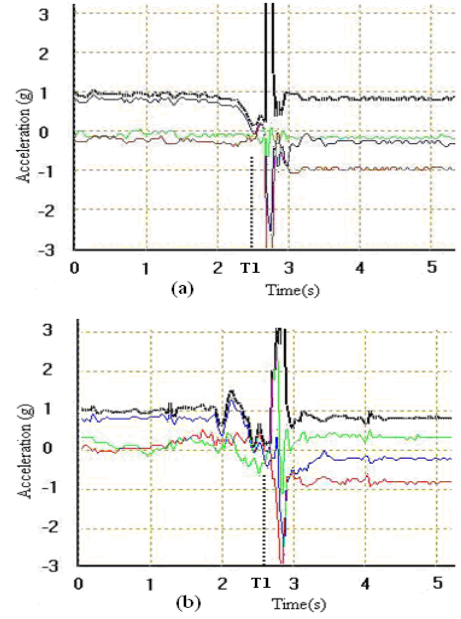 3
2
1
0
-1
-2
-3
Acceleration (g)
0 1 2 T1 3 4 5
Time(s)
(a)
3
2
1
0
-1
-2
-3
Acceleration (g)
0 1 2 T1 3 4 5
Time(s)
(b)